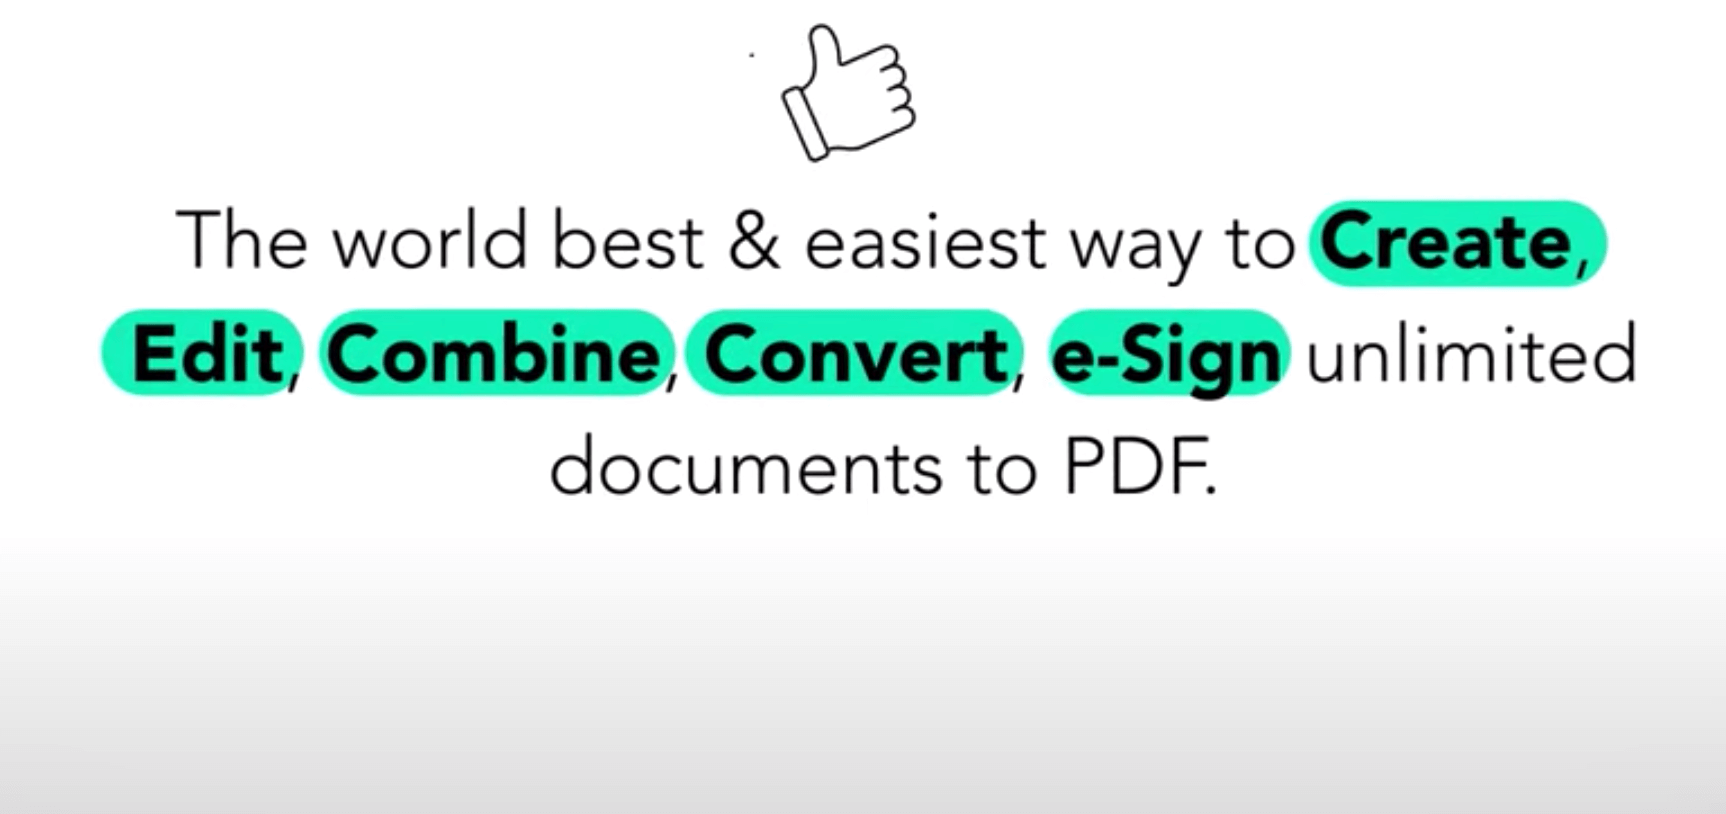 The world best & easiest way to Create,
Edit, Combine, Convert, e-Sign unlimited
documents to PDF.